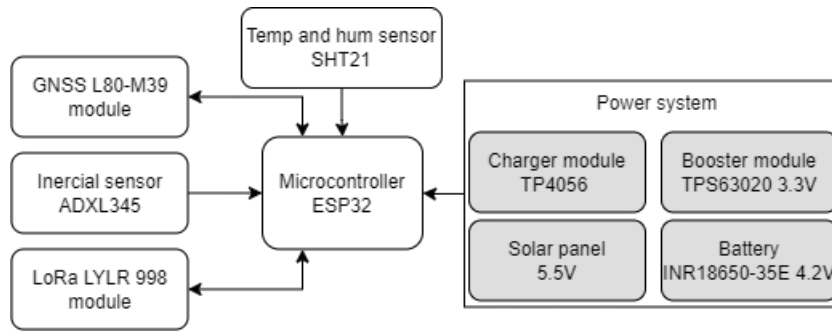 Temp and hum sensor
SHT21
GNSS L80-M39
module
Inercial sensor
ADXL345
LoRa LYLR 998
module
Microcontroller
ESP32
Power system
Charger module
TP4056
Booster module
TPS63020 3.3V
Solar panel
5.5V
Battery
INR18650-35E 4.2V